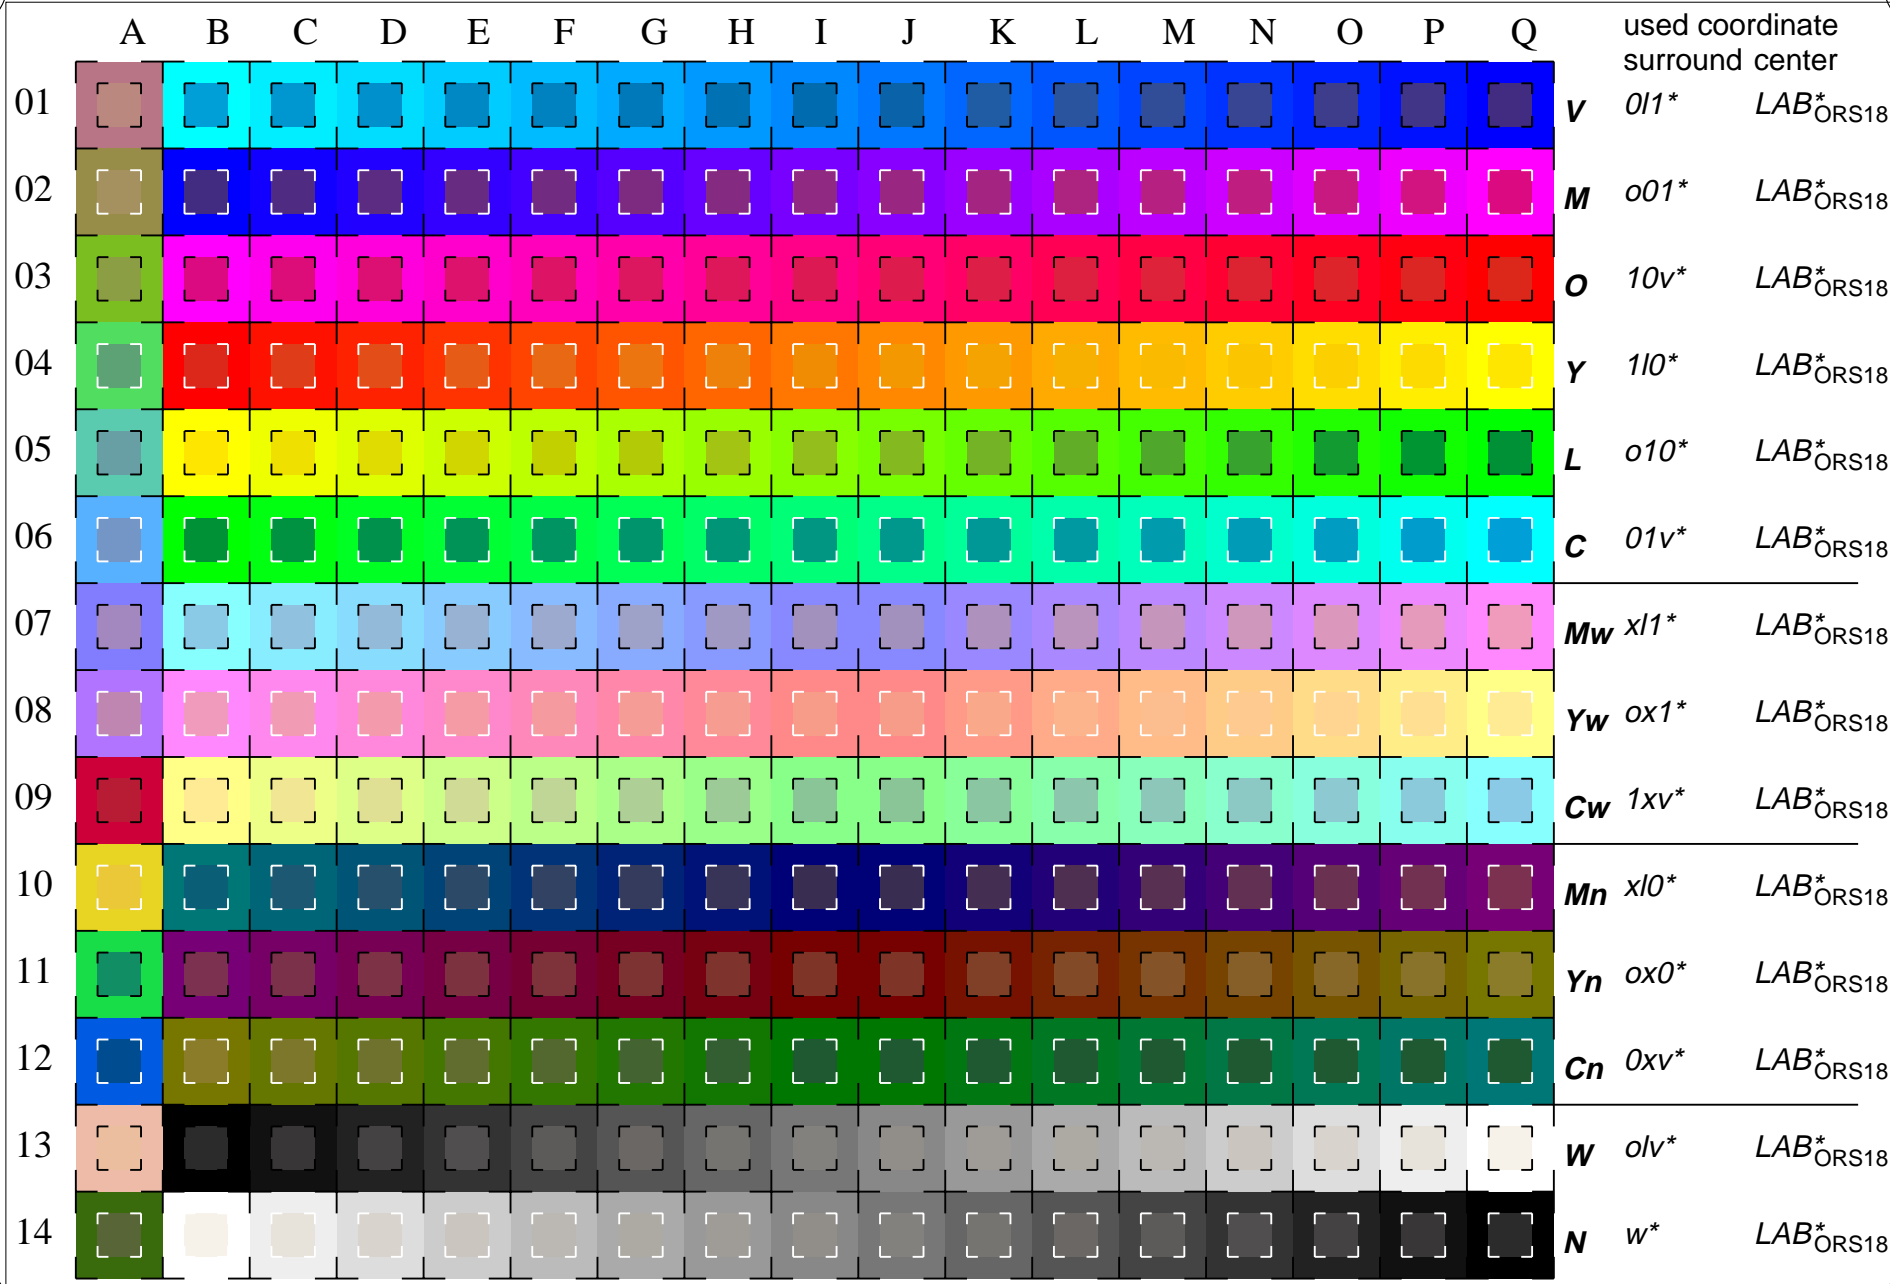 A B C D E F G H I J K L M N O P Q used coordinate
surround center
01 V 0l1* LAB*ORS18
02 M o01* LAB*ORS18
03 O 10v* LAB*ORS18
04 Y 1l0* LAB*ORS18
05 L o10* LAB*ORS18
06 C 01v* LAB*ORS18
07 Mw xl1* LAB*ORS18
08 Yw ox1* LAB*ORS18
09 Cw 1xv* LAB*ORS18
10 Mn xl0* LAB*ORS18
11 Yn ox0* LAB*ORS18
12 Cn 0xv* LAB*ORS18
13 W olv* LAB*ORS18
14 N w* LAB*ORS18